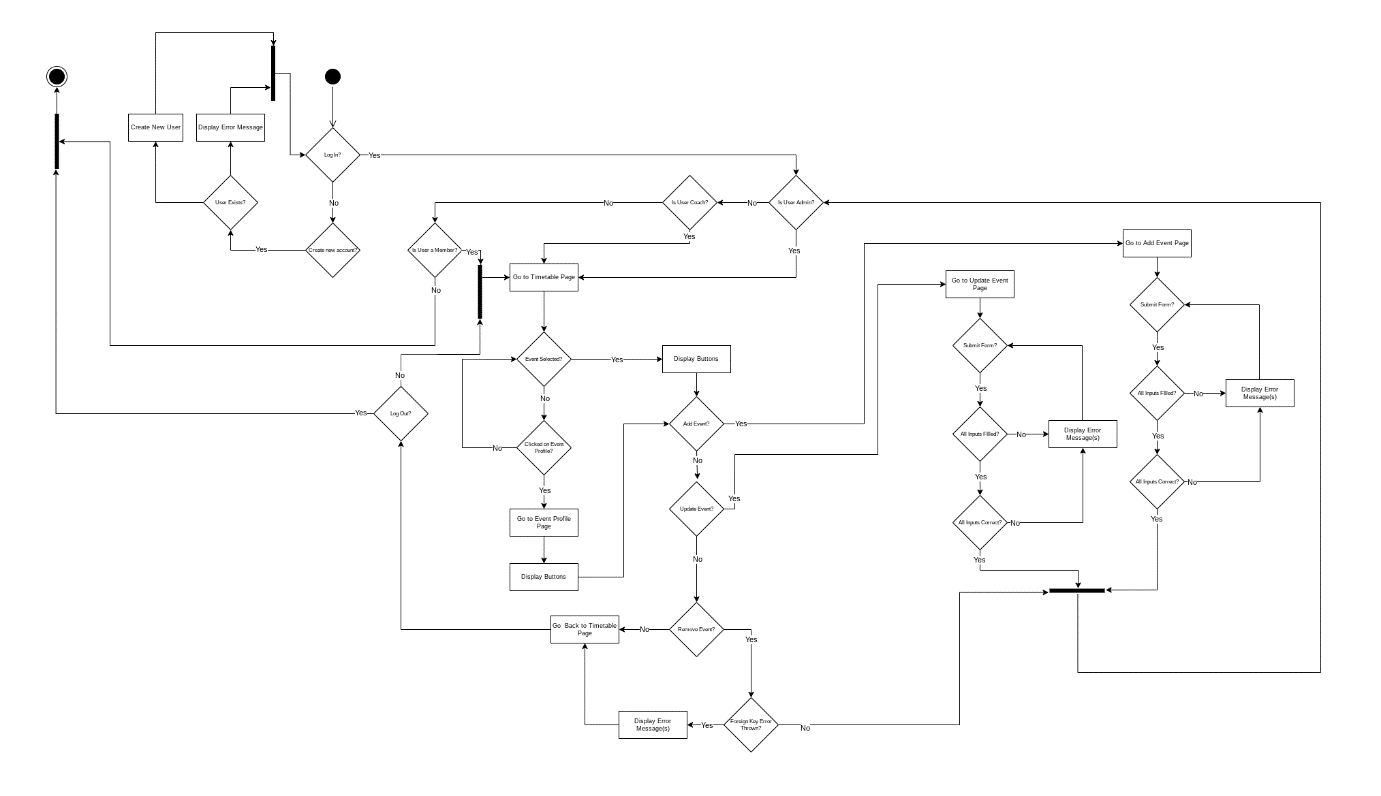 Create New User
Display Error Message
Log In?
Yes
User Exists?
No
Yes
Create new account?
Is User Admin?
No
Is User Coach?
No
Yes
Yes
Is User a Member?
Yes
No
Go to Timetable Page
Go to Add Event Page
Go to Update Event
Page
Submit Form?
Submit Form?
Yes
Yes
Event Selected?
Yes
Display Buttons
No
No
Log Out?
Yes
Clicked on Event
Profile?
No
Yes
Add Event?
Yes
No
Update Event?
Yes
No
All Inputs Filled?
No
Display Error
Message(s)
Yes
All Inputs Filled?
No
Display Error
Message(s)
Yes
All Inputs Correct?
No
Yes
All Inputs Correct?
No
Yes
Go to Event Profile
Page
Display Buttons
Go Back to Timetable
Page
No
Remove Event?
Yes
Display Error
Message(s)
Yes
Foreign Key Error
Thrown?
No